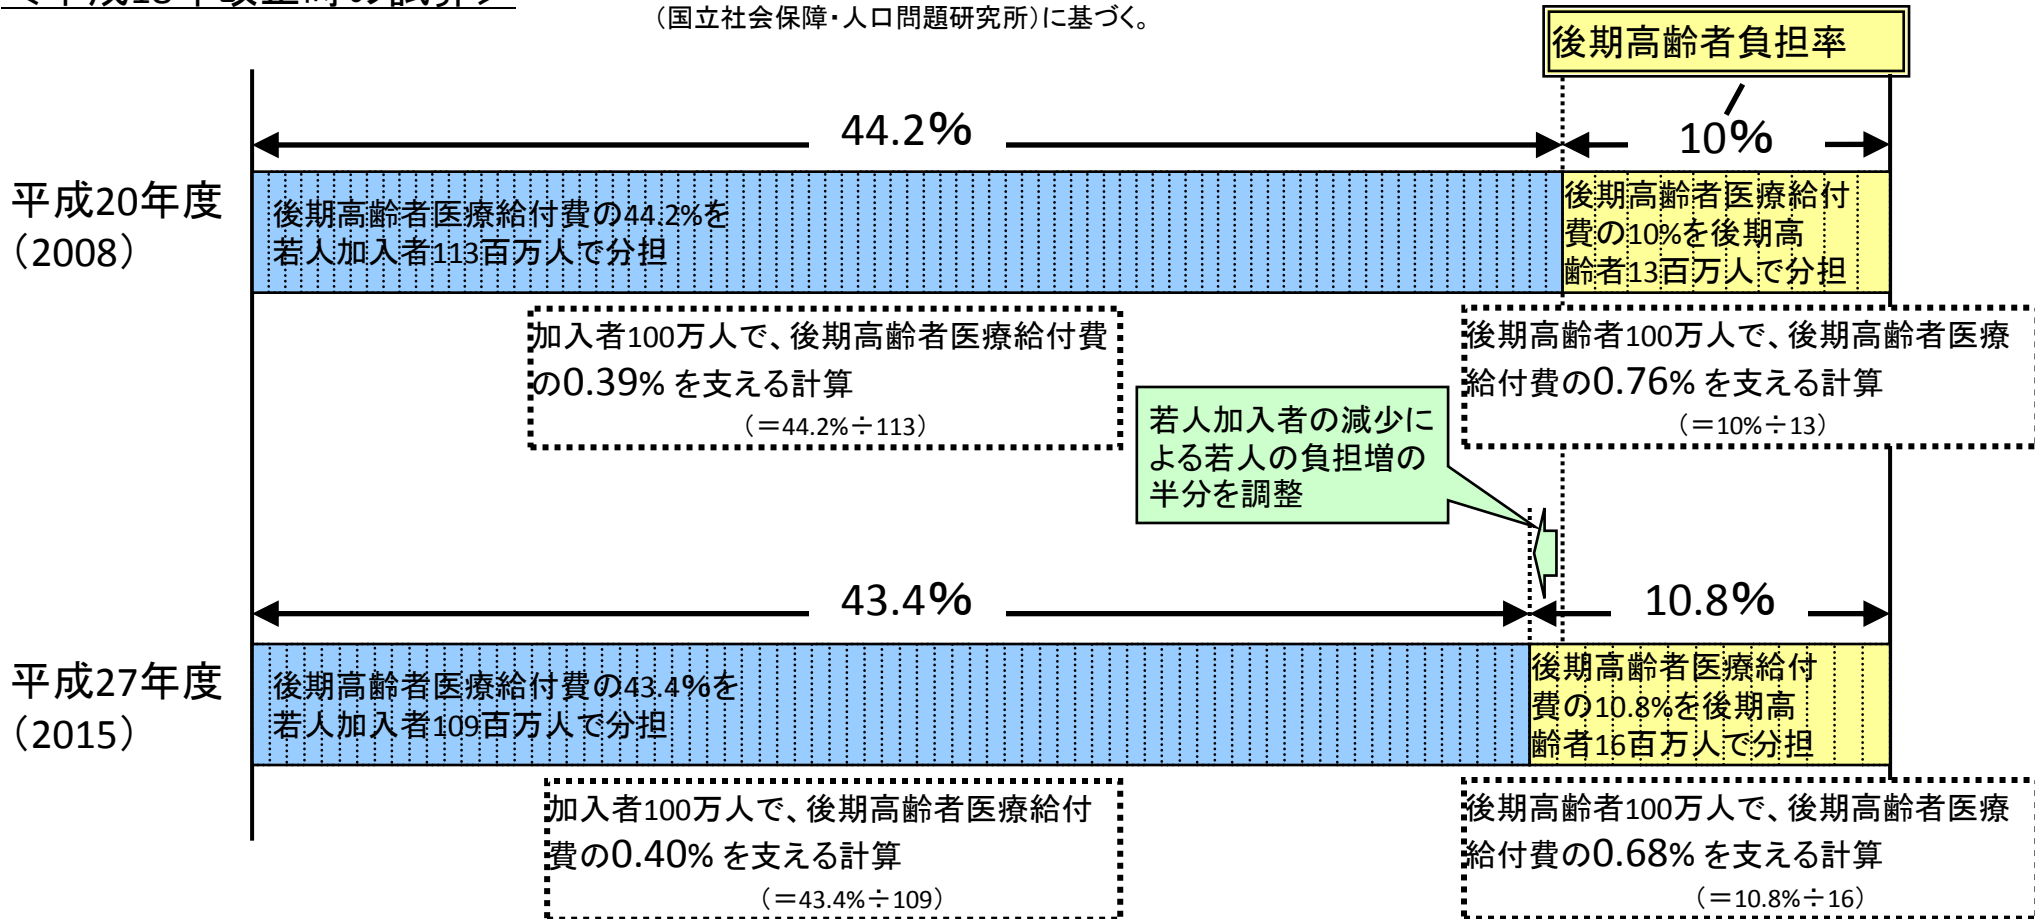 （国立社会保障・人口問題研究所）に基づく。
後期高齢者負担率
44.2%
10%
平成20年度
（2008）
後期高齢者医療給付費の44.2%を
若人加入者113百万人で分担
後期高齢者医療給付
費の10%を後期高
齢者13百万人で分担
加入者100万人で、後期高齢者医療給付費
の0.39% を支える計算
（＝44.2%÷113）
後期高齢者100万人で、後期高齢者医療
給付費の0.76% を支える計算
（＝10%÷13）
若人加入者の減少に
よる若人の負担増の
半分を調整
43.4%
10.8%
平成27年度
（2015）
後期高齢者医療給付費の43.4%を
若人加入者109百万人で分担
後期高齢者医療給付
費の10.8%を後期高
齢者16百万人で分担
加入者100万人で、後期高齢者医療給付
費の0.40% を支える計算
（＝43.4%÷109）
後期高齢者100万人で、後期高齢者医療
給付費の0.68% を支える計算
（＝10.8%÷16）